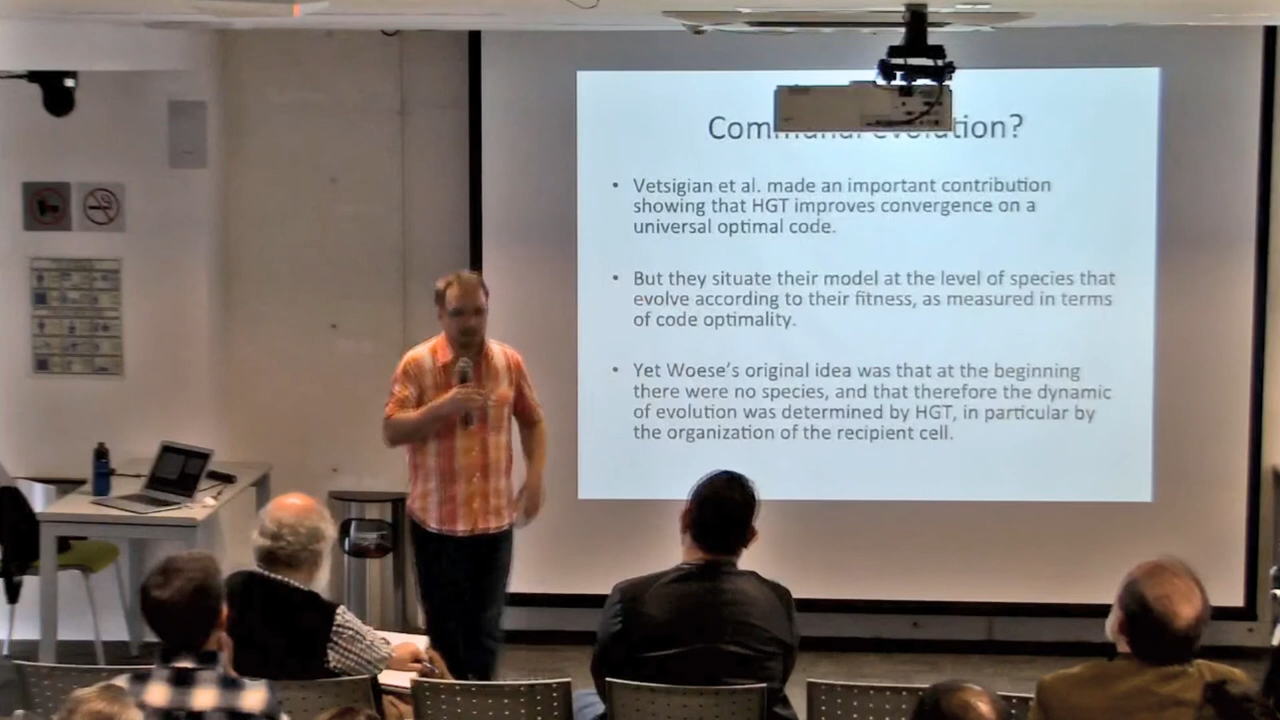 Communal evolution?
• Vetsigian et al. made an important contribution
showing that HGT improves convergence on a
universal optimal code.
• But they situate their model at the level of species that
evolve according to their fitness, as measured in terms
of code optimality.
• Yet Woese's original idea was that at the beginning
there were no species, and that therefore the dynamic
of evolution was determined by HGT, in particular by
the organization of the recipient cell.